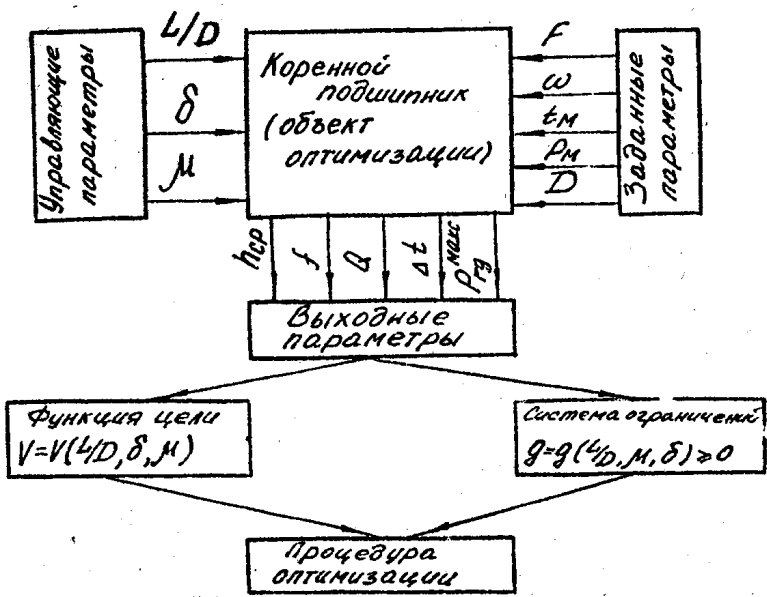 Управляющие
параметры
L/D
δ
μ
Коренной
подшипник
(объект
оптимизации)
F
ω
tм
Pм
D
Заданные
параметры
hср
f
Q
Δt
Pгд макс
Выходные
параметры
Функция цели
V=V(L/D, δ, μ)
Система ограничений
g=g(L/D, μ, δ)≥0
Процедура
оптимизации